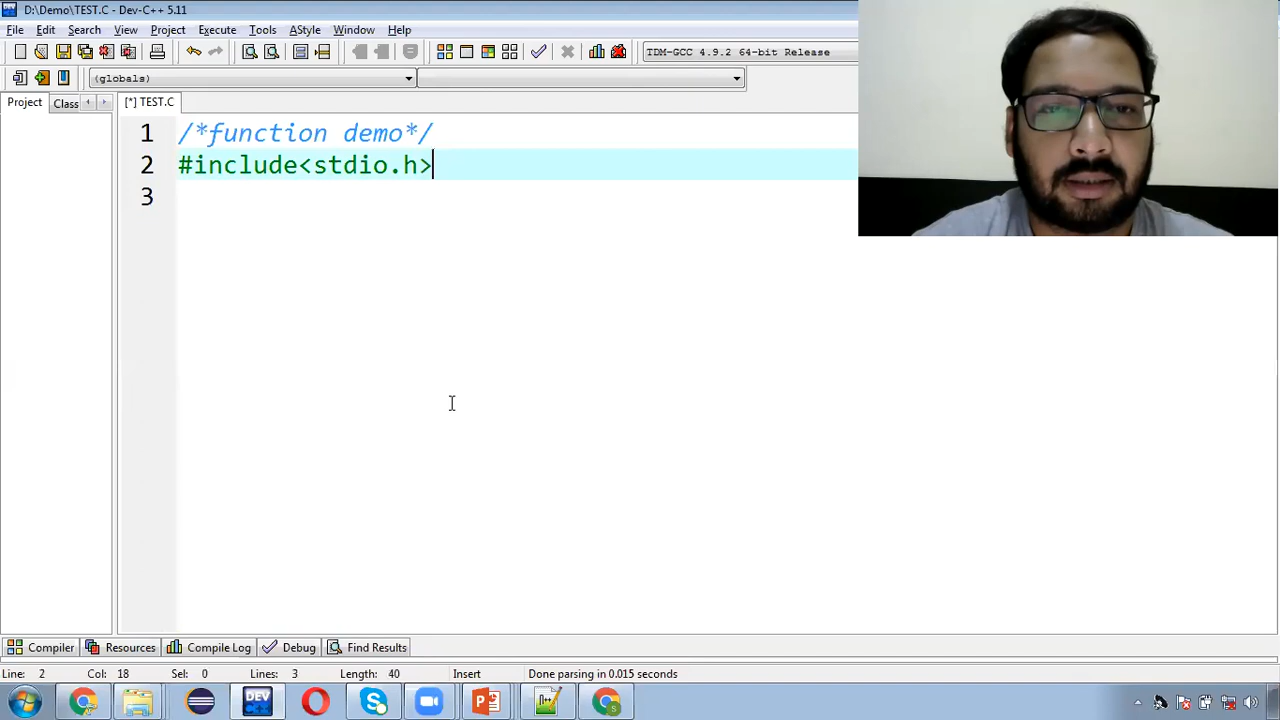 D:\Demo\TEST.C - Dev-C++ 5.11
File Edit Search View Project Execute Tools AStyle Window Help
TDM-GCC 4.9.2 64-bit Release
(globals)
Project Class [*] TEST.C
1 /*function demo*/
2 #include<stdio.h>
3
Compiler Resources Compile Log Debug Find Results
Line: 2 Col: 18 Sel: 0 Lines: 3 Length: 40 Insert Done parsing in 0.015 seconds
DEV